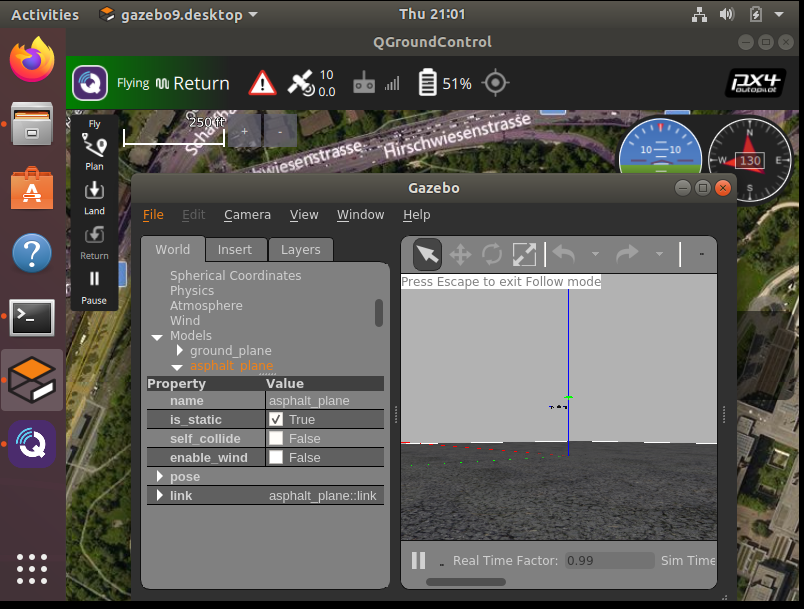 Activities
gazebo9.desktop
Thu 21:01
QGroundControl
Flying
Return
10
0.0
51%
PX4
autopilot
Fly
250 ft
+
-
Hirschwiesenstrasse
wiesenstrasse
Plan
10
10
N
W
130
E
S
Land
Return
Pause
Gazebo
File
Edit
Camera
View
Window
Help
World
Insert
Layers
Spherical Coordinates
Physics
Atmosphere
Wind
Models
ground_plane
asphalt_plane
Property
Value
name
asphalt_plane
is_static
True
self_collide
False
enable_wind
False
pose
link
asphalt_plane::link
Press Escape to exit Follow mode
Real Time Factor:
0.99
Sim Time